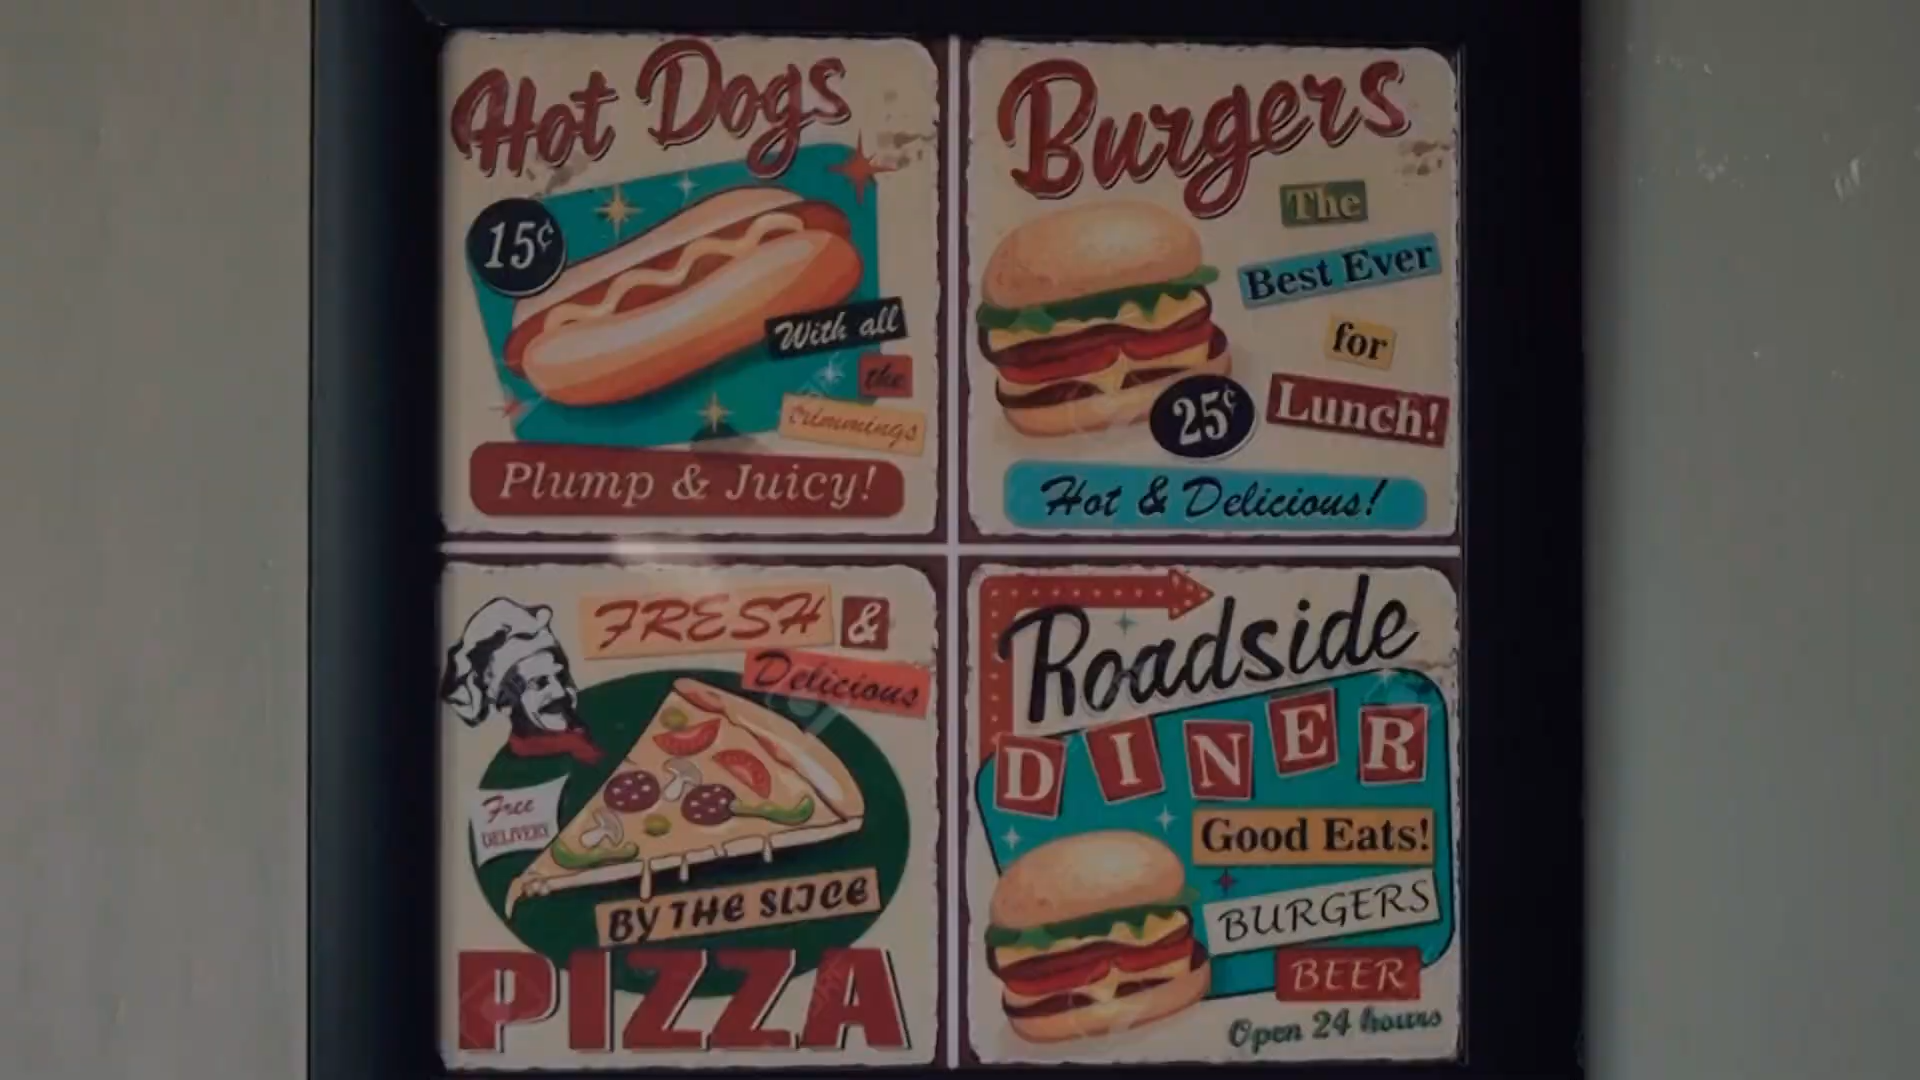 Hot Dogs
15¢
With all
the
trimmings
Plump & Juicy!
Burgers
The
Best Ever
for
Lunch!
25¢
Hot & Delicious!
FRESH &
Delicious
Free
DELIVERY
BY THE SLICE
PIZZA
Roadside
DINER
Good Eats!
BURGERS
BEER
Open 24 hours